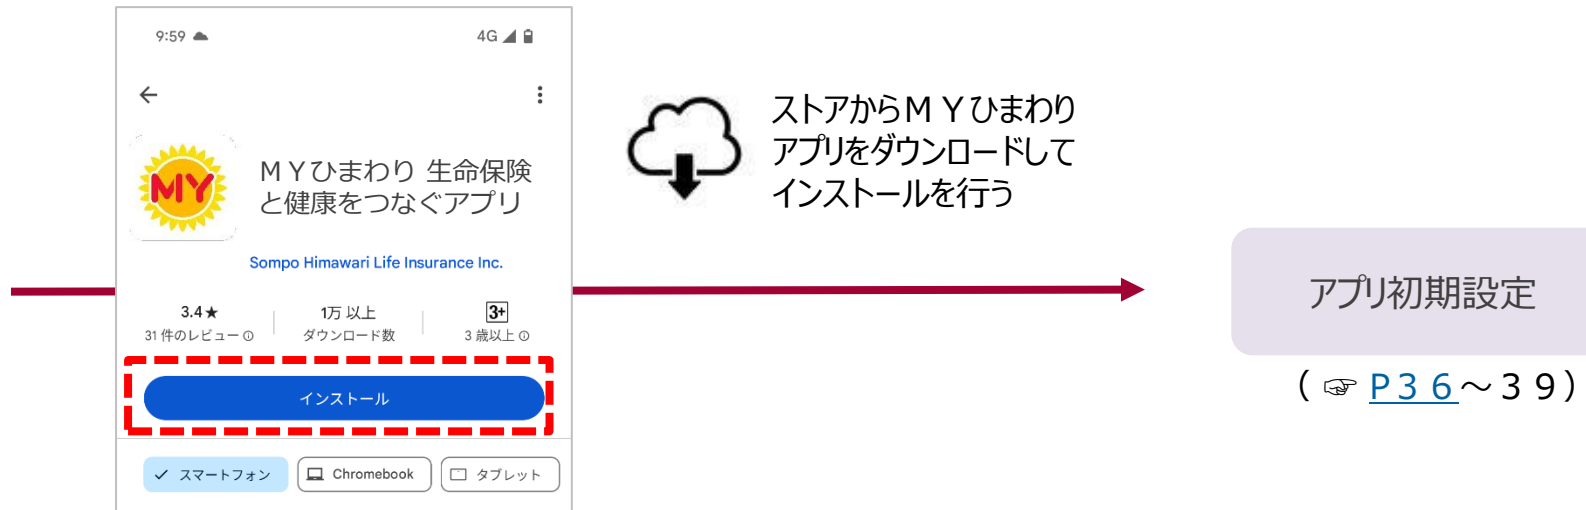 9:59
4G
MY
ＭＹひまわり 生命保険
と健康をつなぐアプリ
Sompo Himawari Life Insurance Inc.
3.4★
31 件のレビュー
1万 以上
ダウンロード数
3+
3 歳以上
インストール
スマートフォン
Chromebook
タブレット
ストアからＭＹひまわり
アプリをダウンロードして
インストールを行う
アプリ初期設定
（☞Ｐ３６～３９）